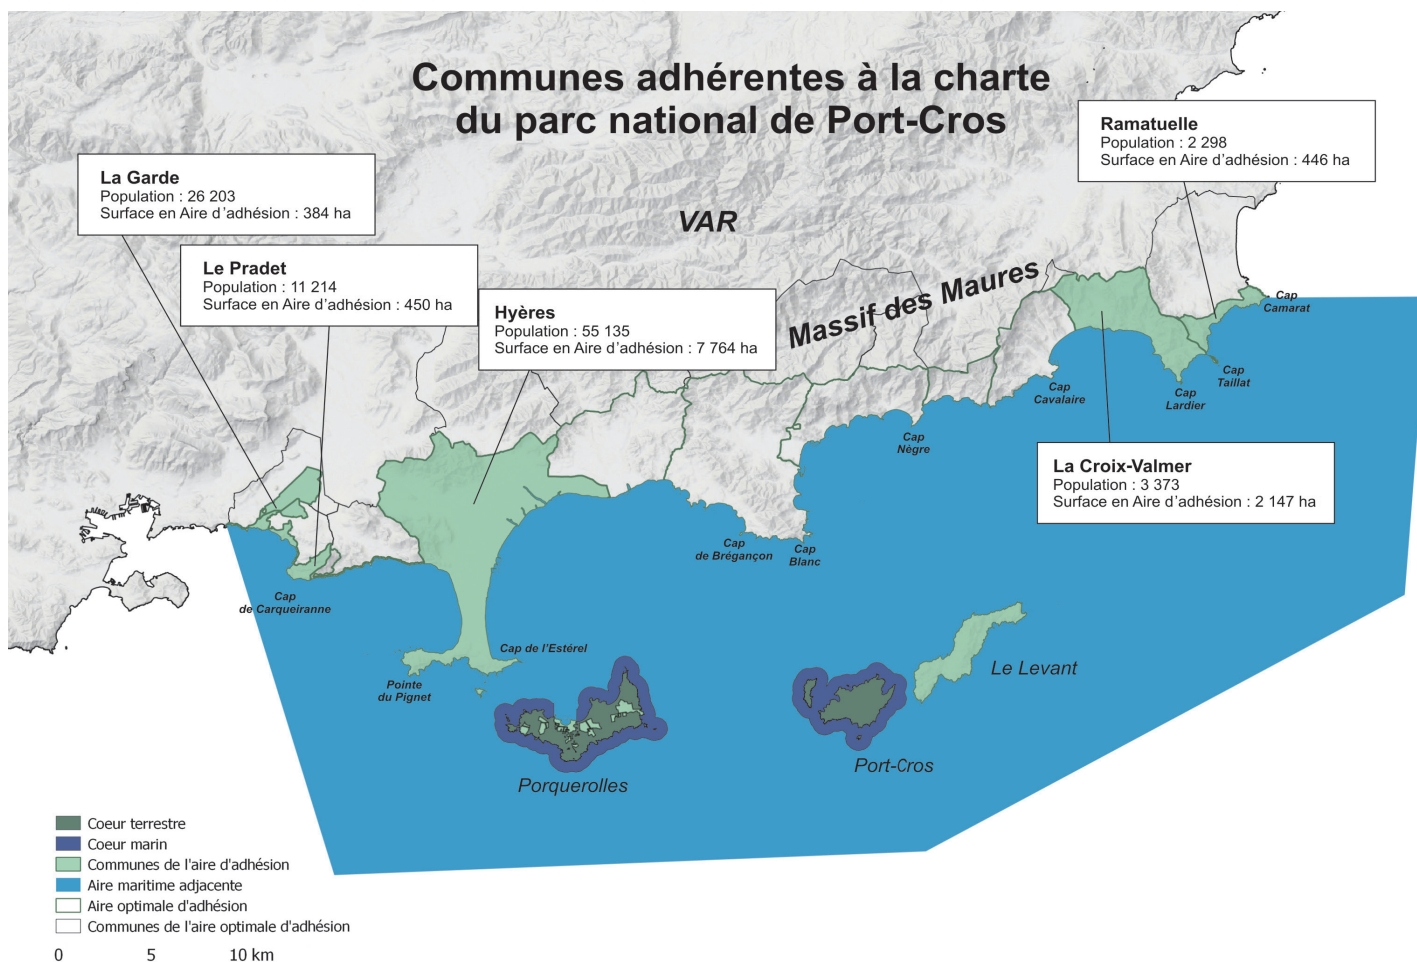 Communes adhérentes à la charte
du parc national de Port-Cros
Ramatuelle
Population : 2 298
Surface en Aire d'adhésion : 446 ha
La Garde
Population : 26 203
Surface en Aire d'adhésion : 384 ha
VAR
Le Pradet
Population : 11 214
Surface en Aire d'adhésion : 450 ha
Massif des Maures
Hyères
Population : 55 135
Surface en Aire d'adhésion : 7 764 ha
Cap
Camarat
Cap
Taillat
Cap
Lardier
Cap
Cavalaire
Cap
Nègre
La Croix-Valmer
Population : 3 373
Surface en Aire d'adhésion : 2 147 ha
Cap
de Brégançon
Cap
Blanc
Cap
de Carqueiranne
Cap de l'Estérel
Pointe
du Pignet
Le Levant
Port-Cros
Porquerolles
Coeur terrestre
Coeur marin
Communes de l'aire d'adhésion
Aire maritime adjacente
Aire optimale d'adhésion
Communes de l'aire optimale d'adhésion
0 5 10 km